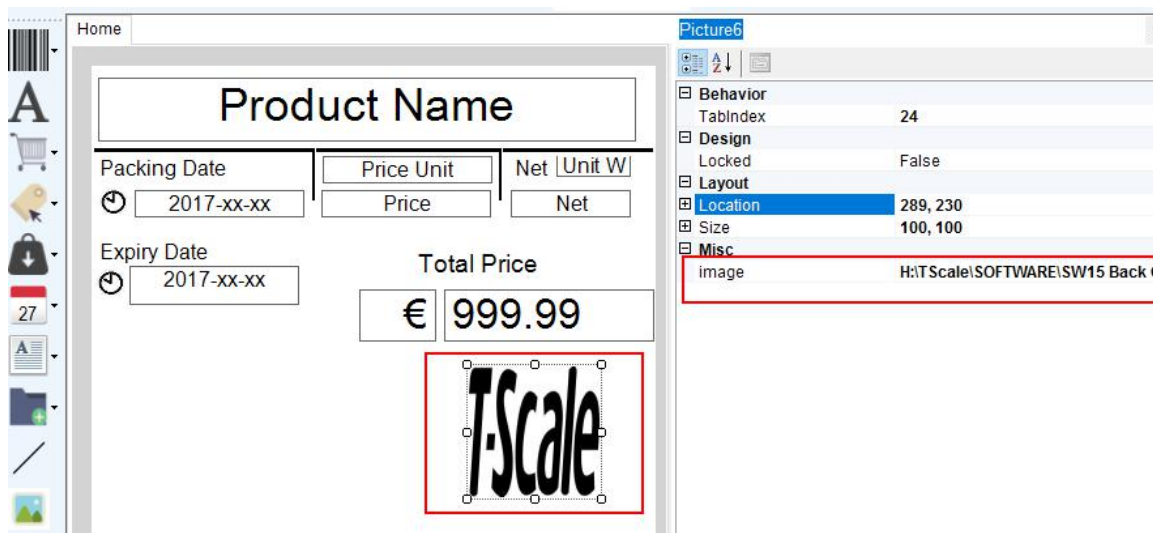 Home
Picture6
Product Name
Packing Date
Price Unit
Net Unit W
2017-xx-xx
Price
Net
Expiry Date
2017-xx-xx
Total Price
€ 999.99
T-Scale
A
27
A
A
Z
Behavior
TabIndex 24
Design
Locked False
Layout
Location 289, 230
Size 100, 100
Misc
image H:\TScale\SOFTWARE\SW15 Back